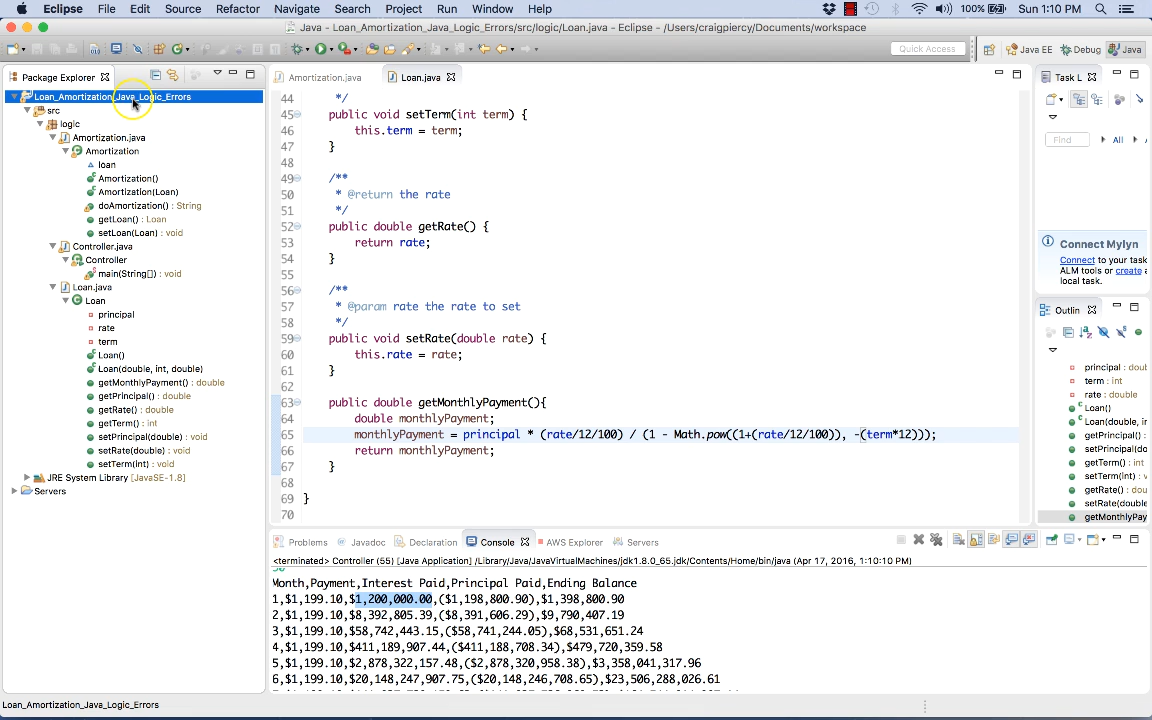 Eclipse File Edit Source Refactor Navigate Search Project Run Window Help 100% Sun 1:10 PM
Java - Loan_Amortization_Java_Logic_Errors/src/logic/Loan.java - Eclipse - /Users/craigpiercy/Documents/workspace
Quick Access Java EE Debug Java
Package Explorer
Loan_Amortization_Java_Logic_Errors
src
logic
Amortization.java
Amortization
loan
Amortization()
Amortization(Loan)
doAmortization() : String
getLoan() : Loan
setLoan(Loan) : void
Controller.java
Controller
main(String[]) : void
Loan.java
Loan
principal
rate
term
Loan()
Loan(double, int, double)
getMonthlyPayment() : double
getPrincipal() : double
getRate() : double
getTerm() : int
setPrincipal(double) : void
setRate(double) : void
setTerm(int) : void
JRE System Library [JavaSE-1.8]
Servers
Amortization.java Loan.java
44 */
45 public void setTerm(int term) {
46 this.term = term;
47 }
48
49 /**
50 * @return the rate
51 */
52 public double getRate() {
53 return rate;
54 }
55
56 /**
57 * @param rate the rate to set
58 */
59 public void setRate(double rate) {
60 this.rate = rate;
61 }
62
63 public double getMonthlyPayment(){
64 double monthlyPayment;
65 monthlyPayment = principal * (rate/12/100) / (1 - Math.pow((1+(rate/12/100)), -(term*12)));
66 return monthlyPayment;
67 }
68
69 }
70
Task L
Find All
Connect Mylyn
Connect to your task
ALM tools or create a
local task.
Outlin
principal : doub
term : int
rate : double
Loan()
Loan(double, in
getPrincipal() :
setPrincipal(do
getTerm() : int
setTerm(int) : v
getRate() : dou
setRate(double
getMonthlyPay
Problems Javadoc Declaration Console AWS Explorer Servers
<terminated> Controller (55) [Java Application] /Library/Java/JavaVirtualMachines/jdk1.8.0_65.jdk/Contents/Home/bin/java (Apr 17, 2016, 1:10:10 PM)
Month,Payment,Interest Paid,Principal Paid,Ending Balance
1,$1,199.10,$1,200,000.00,($1,198,800.90),$1,398,800.90
2,$1,199.10,$8,392,805.39,($8,391,606.29),$9,790,407.19
3,$1,199.10,$58,742,443.15,($58,741,244.05),$68,531,651.24
4,$1,199.10,$411,189,907.44,($411,188,708.34),$479,720,359.58
5,$1,199.10,$2,878,322,157.48,($2,878,320,958.38),$3,358,041,317.96
6,$1,199.10,$20,148,247,907.75,($20,148,246,708.65),$23,506,288,026.61
Loan_Amortization_Java_Logic_Errors